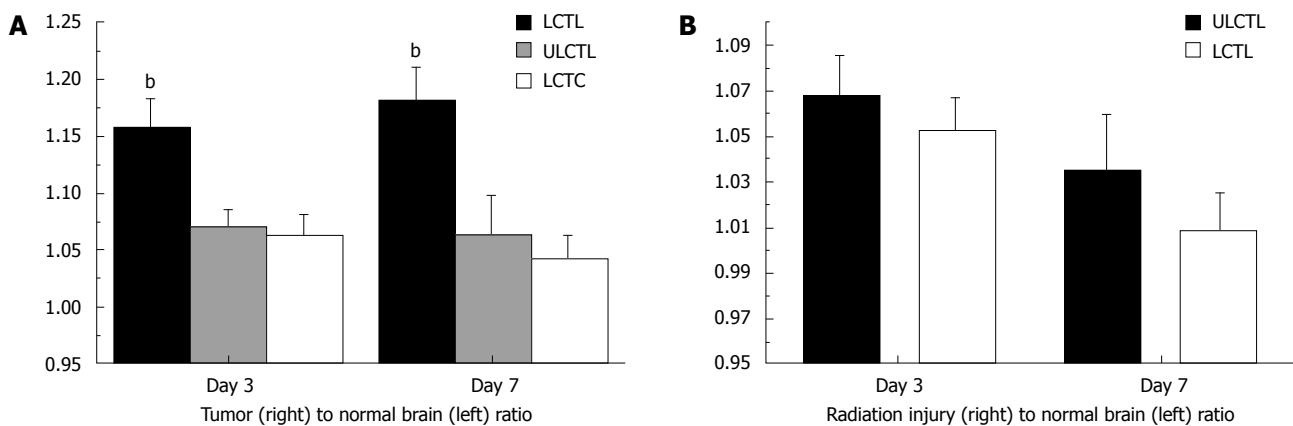 A
1.25
1.20
1.15
1.10
1.05
1.00
0.95
b
b
LCTL
ULCTL
LCTC
Day 3
Day 7
Tumor (right) to normal brain (left) ratio
B
1.09
1.07
1.05
1.03
1.01
0.99
0.97
0.95
ULCTL
LCTL
Day 3
Day 7
Radiation injury (right) to normal brain (left) ratio